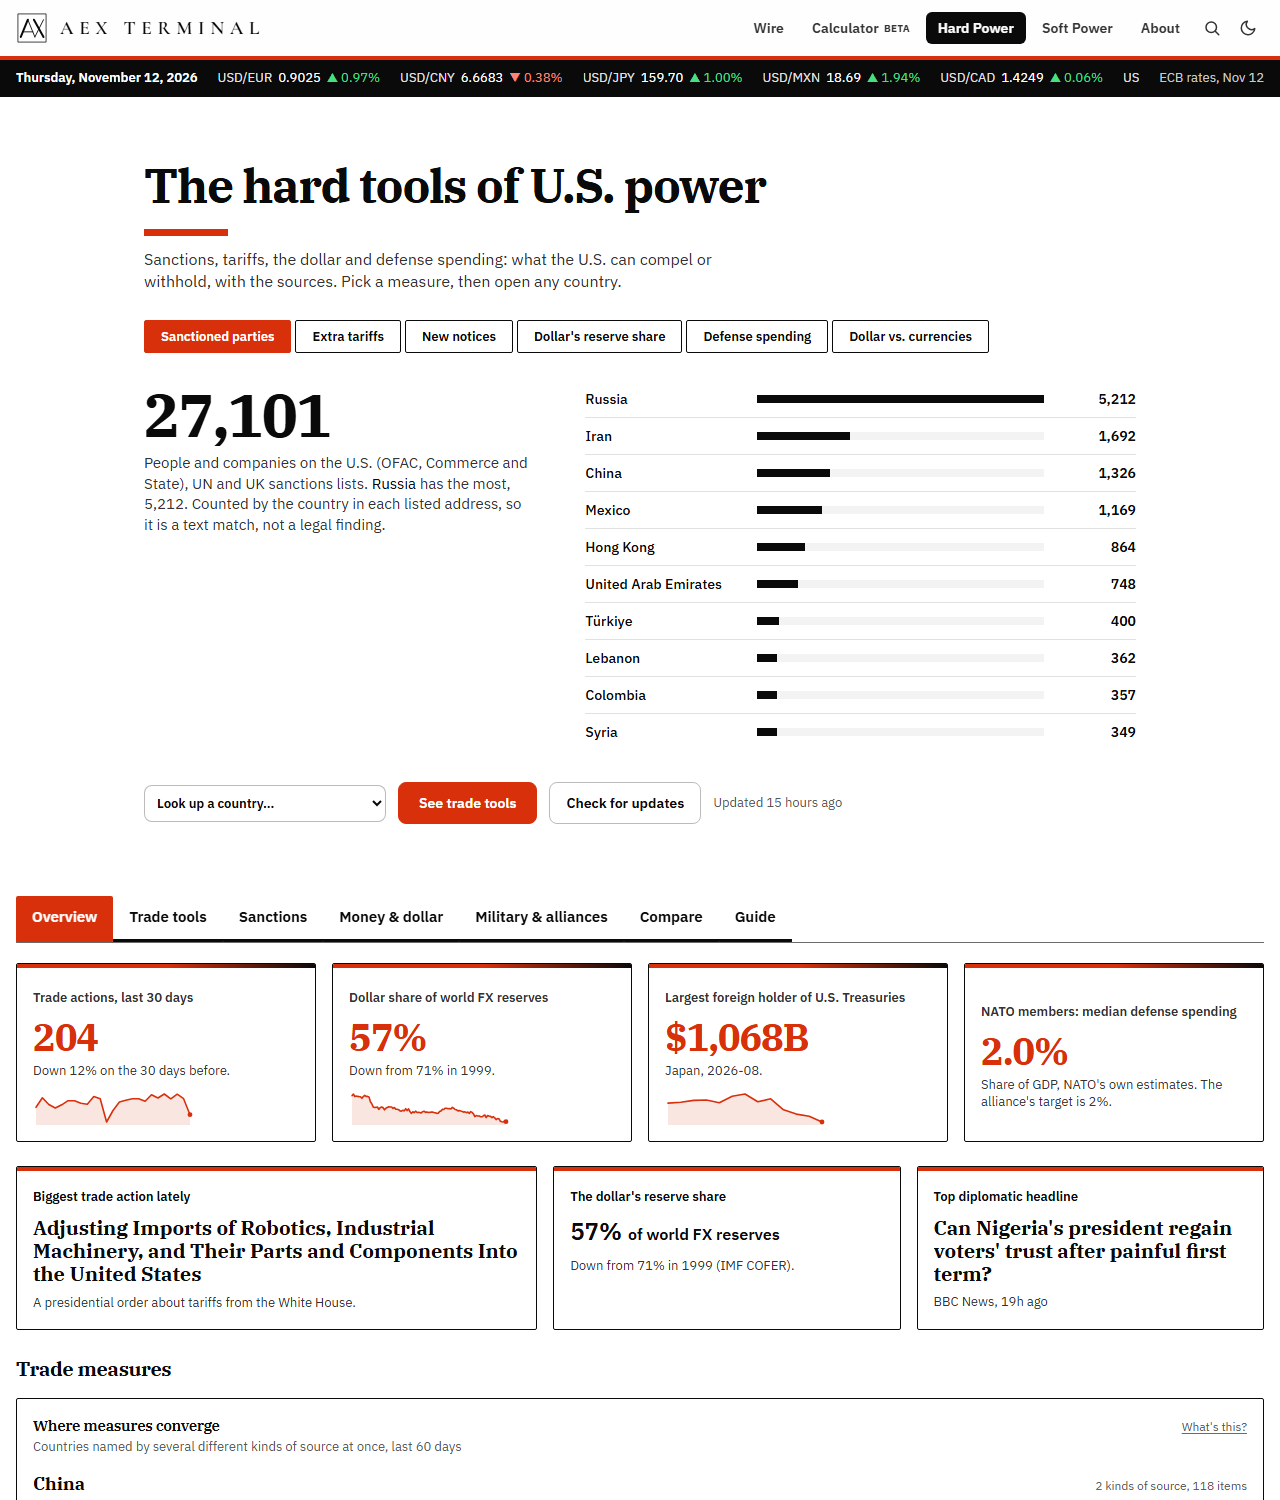 AX AEX TERMINAL
Wire Calculator BETA Hard Power Soft Power About
Thursday, November 12, 2026 USD/EUR 0.9025 ▲ 0.97% USD/CNY 6.6683 ▼ 0.38% USD/JPY 159.70 ▲ 1.00% USD/MXN 18.69 ▲ 1.94% USD/CAD 1.4249 ▲ 0.06% US ECB rates, Nov 12
The hard tools of U.S. power
Sanctions, tariffs, the dollar and defense spending: what the U.S. can compel or
withhold, with the sources. Pick a measure, then open any country.
Sanctioned parties Extra tariffs New notices Dollar's reserve share Defense spending Dollar vs. currencies
27,101
People and companies on the U.S. (OFAC, Commerce and
State), UN and UK sanctions lists. Russia has the most,
5,212. Counted by the country in each listed address, so
it is a text match, not a legal finding.
Russia 5,212
Iran 1,692
China 1,326
Mexico 1,169
Hong Kong 864
United Arab Emirates 748
Türkiye 400
Lebanon 362
Colombia 357
Syria 349
Look up a country... See trade tools Check for updates Updated 15 hours ago
Overview Trade tools Sanctions Money & dollar Military & alliances Compare Guide
Trade actions, last 30 days
204
Down 12% on the 30 days before.
Dollar share of world FX reserves
57%
Down from 71% in 1999.
Largest foreign holder of U.S. Treasuries
$1,068B
Japan, 2026-08.
NATO members: median defense spending
2.0%
Share of GDP, NATO's own estimates. The
alliance's target is 2%.
Biggest trade action lately
Adjusting Imports of Robotics, Industrial
Machinery, and Their Parts and Components Into
the United States
A presidential order about tariffs from the White House.
The dollar's reserve share
57% of world FX reserves
Down from 71% in 1999 (IMF COFER).
Top diplomatic headline
Can Nigeria's president regain
voters' trust after painful first
term?
BBC News, 19h ago
Trade measures
Where measures converge What's this?
Countries named by several different kinds of source at once, last 60 days
China 2 kinds of source, 118 items